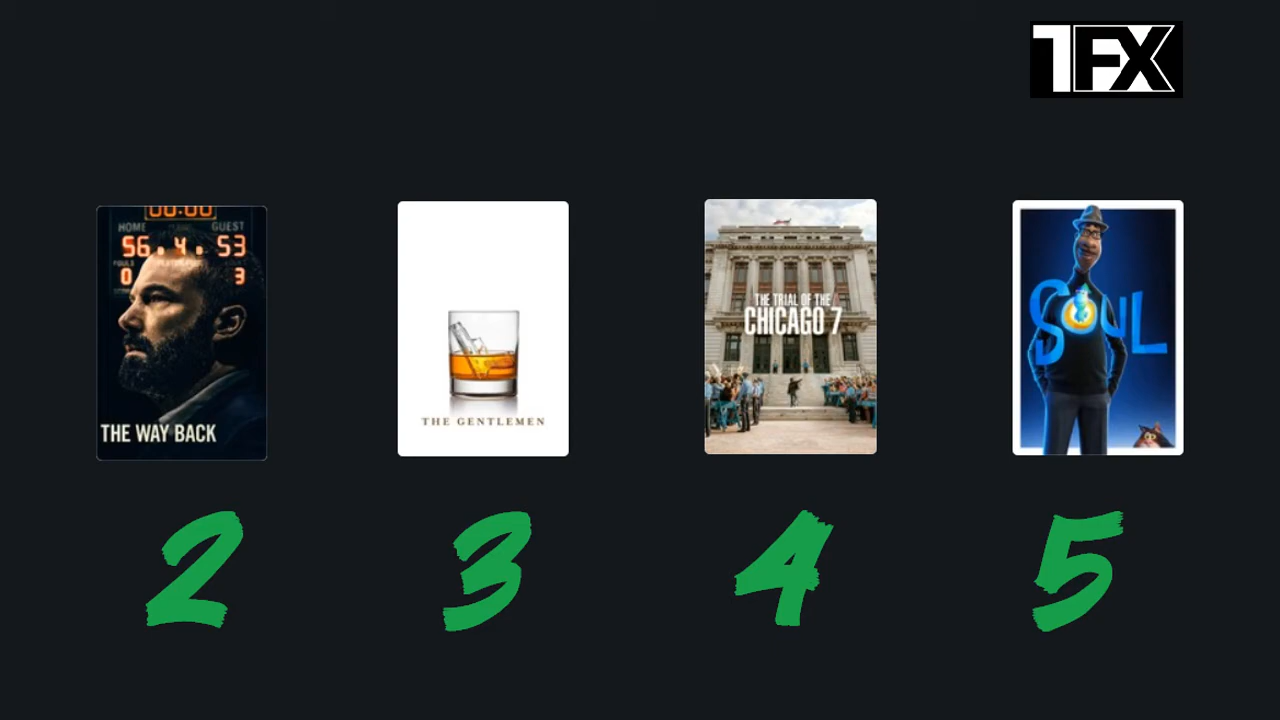 TFX
00:00
HOME
GUEST
56 4 53
0 3
THE WAY BACK
THE GENTLEMEN
THE TRIAL OF THE
CHICAGO 7
SOUL
2 3 4 5